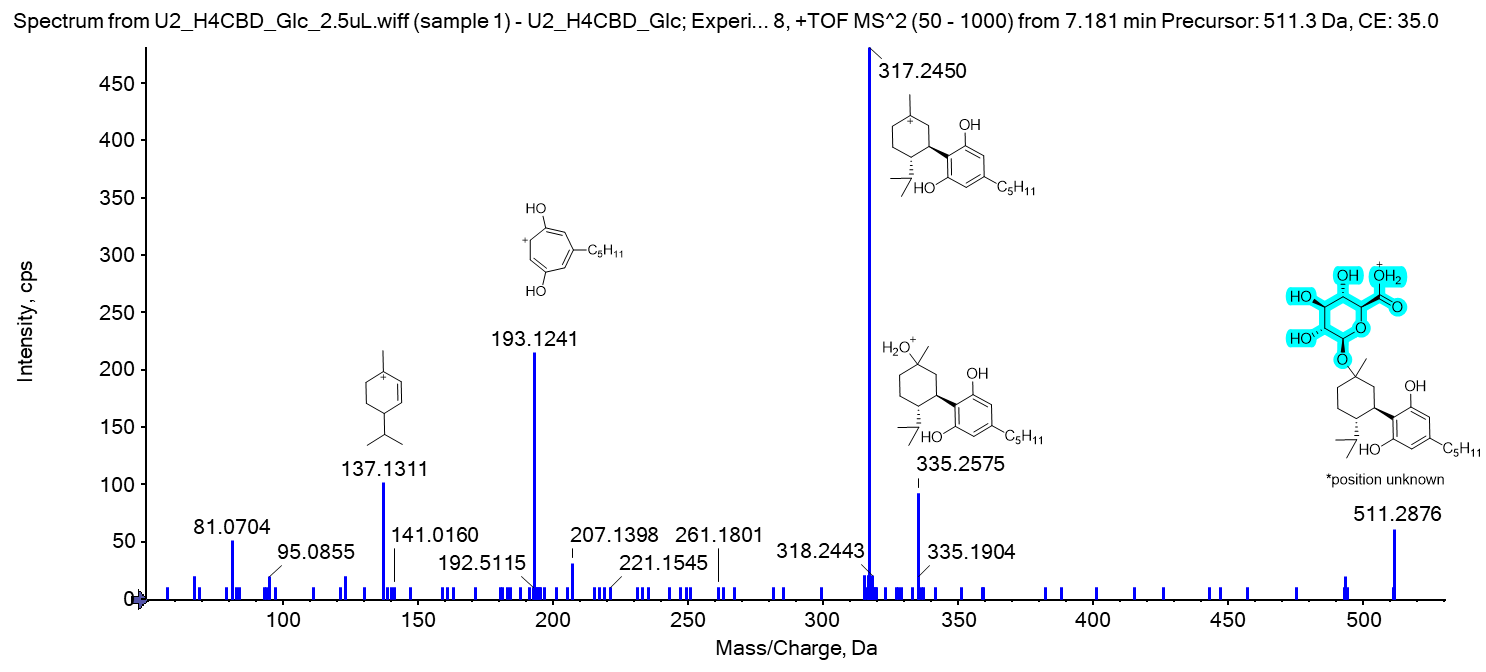 Spectrum from U2_H4CBD_Glc_2.5uL.wiff (sample 1) - U2_H4CBD_Glc; Experi... 8, +TOF MS^2 (50 - 1000) from 7.181 min Precursor: 511.3 Da, CE: 35.0
450
400
350
300
250
200
150
100
50
0
Intensity, cps
317.2450
OH
+
HO
C5H11
HO
+
C5H11
HO
193.1241
+
137.1311
H2O+
OH
HO
C5H11
335.2575
+
OH
OH2
HO
O
O
HO
O
OH
HO
C5H11
*position unknown
511.2876
81.0704
95.0855
141.0160
192.5115
207.1398
221.1545
261.1801
318.2443
335.1904
100
150
200
250
300
350
400
450
500
Mass/Charge, Da